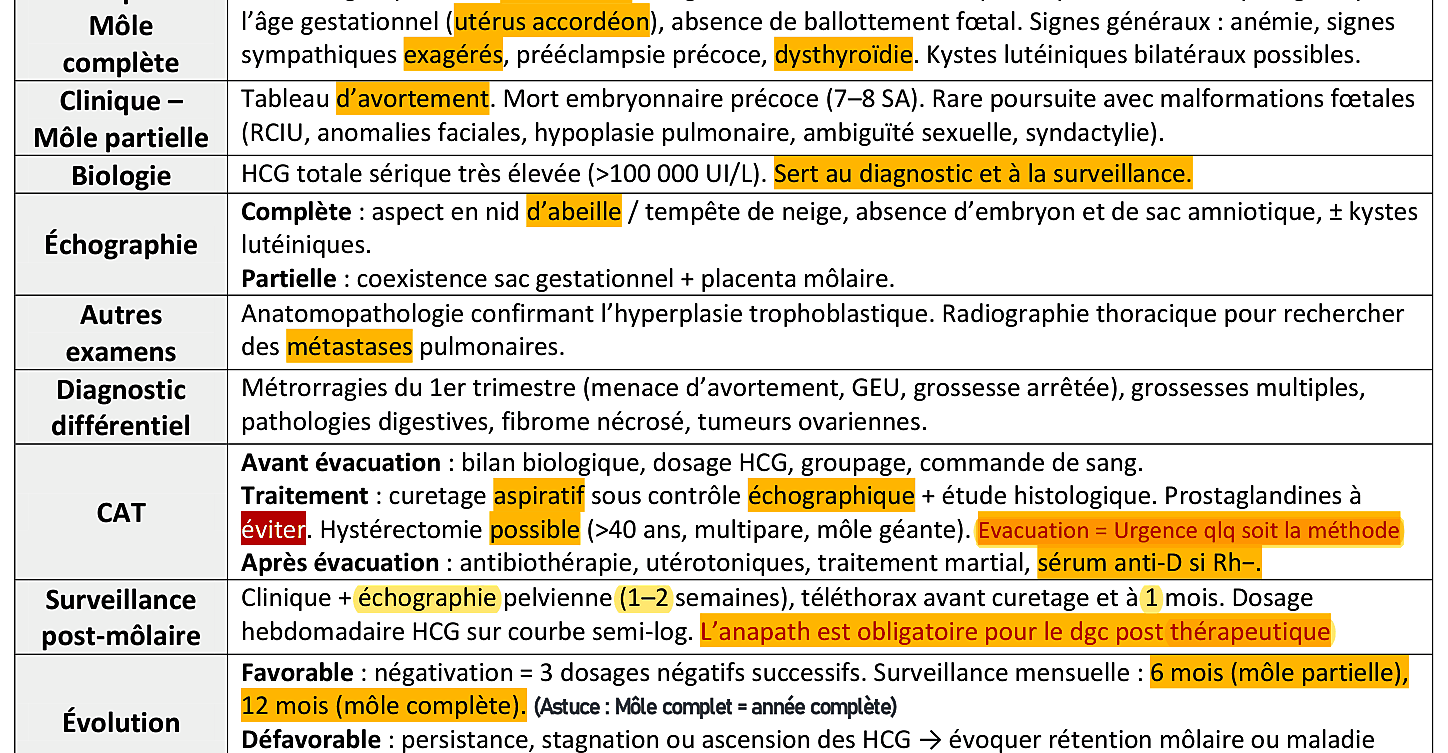 Môle
complète
l’âge gestationnel (utérus accordéon), absence de ballottement fœtal. Signes généraux : anémie, signes
sympathiques exagérés, prééclampsie précoce, dysthyroïdie. Kystes lutéiniques bilatéraux possibles.
Clinique –
Môle partielle
Tableau d’avortement. Mort embryonnaire précoce (7–8 SA). Rare poursuite avec malformations fœtales
(RCIU, anomalies faciales, hypoplasie pulmonaire, ambiguïté sexuelle, syndactylie).
Biologie
HCG totale sérique très élevée (>100 000 UI/L). Sert au diagnostic et à la surveillance.
Échographie
Complète : aspect en nid d’abeille / tempête de neige, absence d’embryon et de sac amniotique, ± kystes
lutéiniques.
Partielle : coexistence sac gestationnel + placenta môlaire.
Autres
examens
Anatomopathologie confirmant l’hyperplasie trophoblastique. Radiographie thoracique pour rechercher
des métastases pulmonaires.
Diagnostic
différentiel
Métrorragies du 1er trimestre (menace d’avortement, GEU, grossesse arrêtée), grossesses multiples,
pathologies digestives, fibrome nécrosé, tumeurs ovariennes.
CAT
Avant évacuation : bilan biologique, dosage HCG, groupage, commande de sang.
Traitement : curetage aspiratif sous contrôle échographique + étude histologique. Prostaglandines à
éviter. Hystérectomie possible (>40 ans, multipare, môle géante). Evacuation = Urgence qlq soit la méthode
Après évacuation : antibiothérapie, utérotoniques, traitement martial, sérum anti-D si Rh–.
Surveillance
post-môlaire
Clinique + échographie pelvienne (1–2 semaines), téléthorax avant curetage et à 1 mois. Dosage
hebdomadaire HCG sur courbe semi-log. L’anapath est obligatoire pour le dgc post thérapeutique
Évolution
Favorable : négativation = 3 dosages négatifs successifs. Surveillance mensuelle : 6 mois (môle partielle),
12 mois (môle complète). (Astuce : Môle complet = année complète)
Défavorable : persistance, stagnation ou ascension des HCG → évoquer rétention môlaire ou maladie